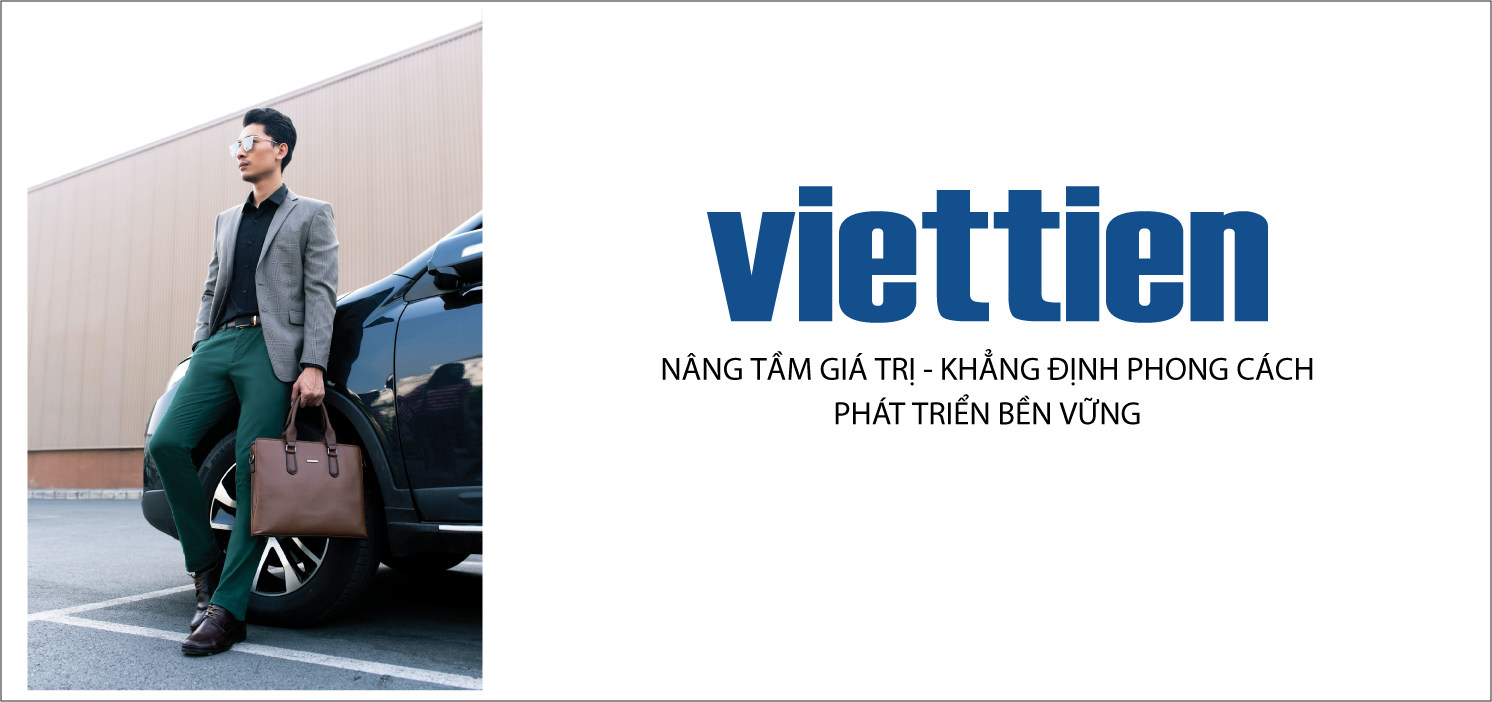 viettien
NÂNG TẦM GIÁ TRỊ - KHẲNG ĐỊNH PHONG CÁCH
PHÁT TRIỂN BỀN VỮNG